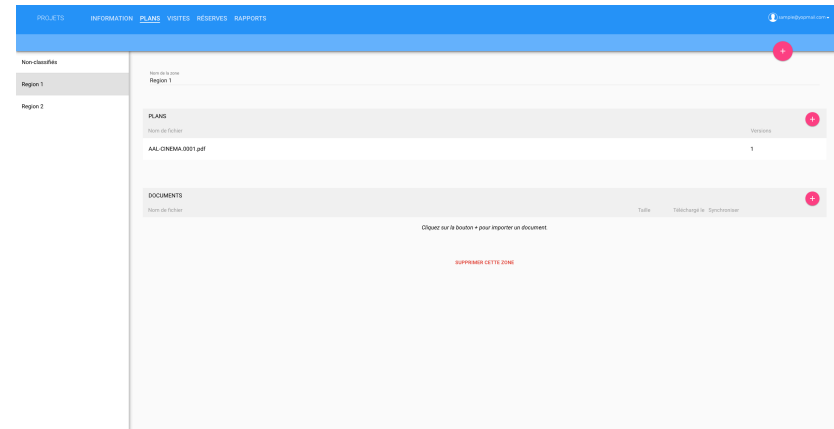 PROJETS INFORMATION PLANS VISITES RÉSERVES RAPPORTS
Non-classifiés
Region 1
Region 2
Nom de la zone
Region 1
PLANS
Nom de fichier Versions
AAL-CINEMA.0001.pdf 1
DOCUMENTS
Nom de fichier Taille Téléchargé le Synchroniser
Cliquez sur la bouton + pour importer un document.
SUPPRIMER CETTE ZONE